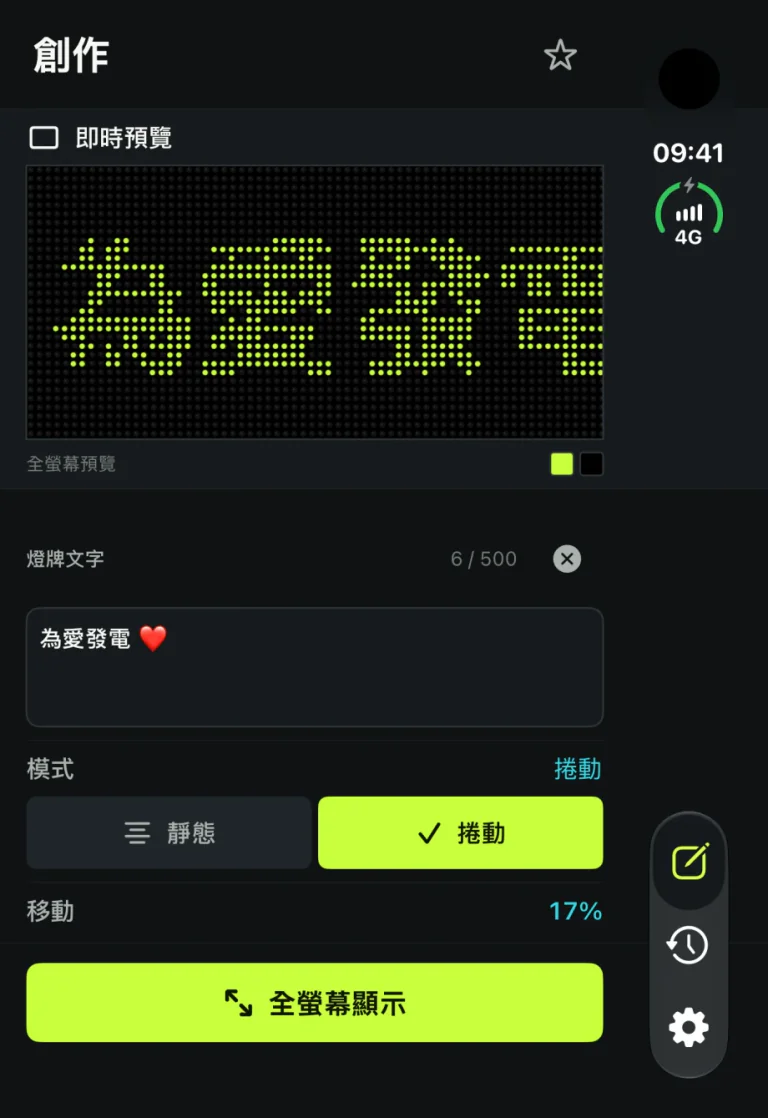 創作
即時預覽
09:41
4G
為愛發電
全螢幕預覽
燈牌文字 6 / 500
為愛發電 ❤️
模式 捲動
靜態 捲動
移動 17%
全螢幕顯示